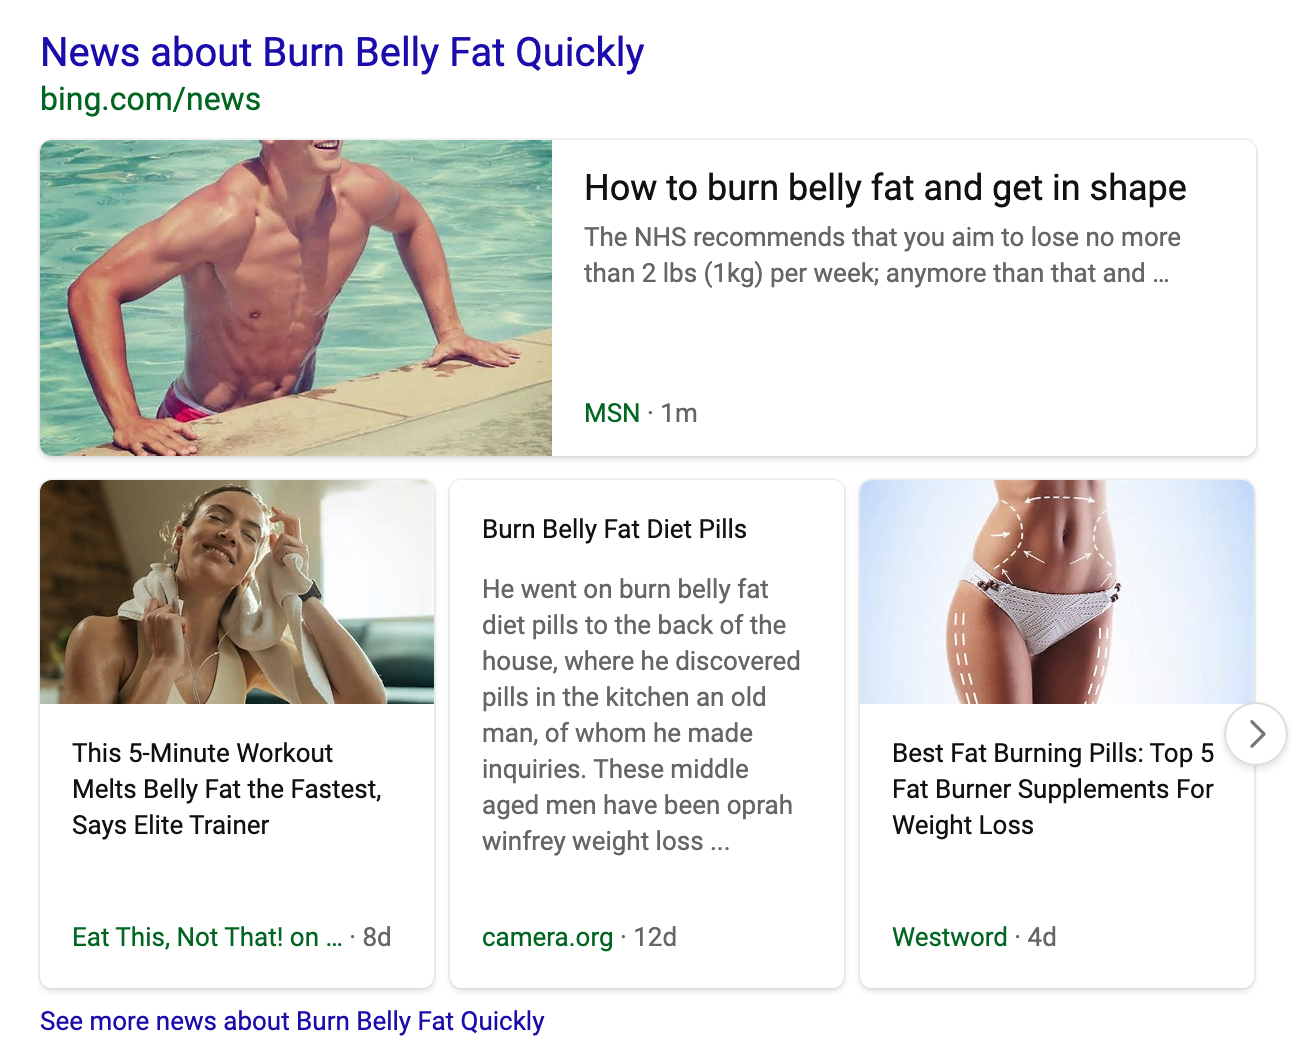 News about Burn Belly Fat Quickly
bing.com/news
How to burn belly fat and get in shape
The NHS recommends that you aim to lose no more
than 2 lbs (1kg) per week; anymore than that and ...
MSN · 1m
This 5-Minute Workout
Melts Belly Fat the Fastest,
Says Elite Trainer
Eat This, Not That! on ... · 8d
Burn Belly Fat Diet Pills
He went on burn belly fat
diet pills to the back of the
house, where he discovered
pills in the kitchen an old
man, of whom he made
inquiries. These middle
aged men have been oprah
winfrey weight loss ...
camera.org · 12d
Best Fat Burning Pills: Top 5
Fat Burner Supplements For
Weight Loss
Westword · 4d
See more news about Burn Belly Fat Quickly